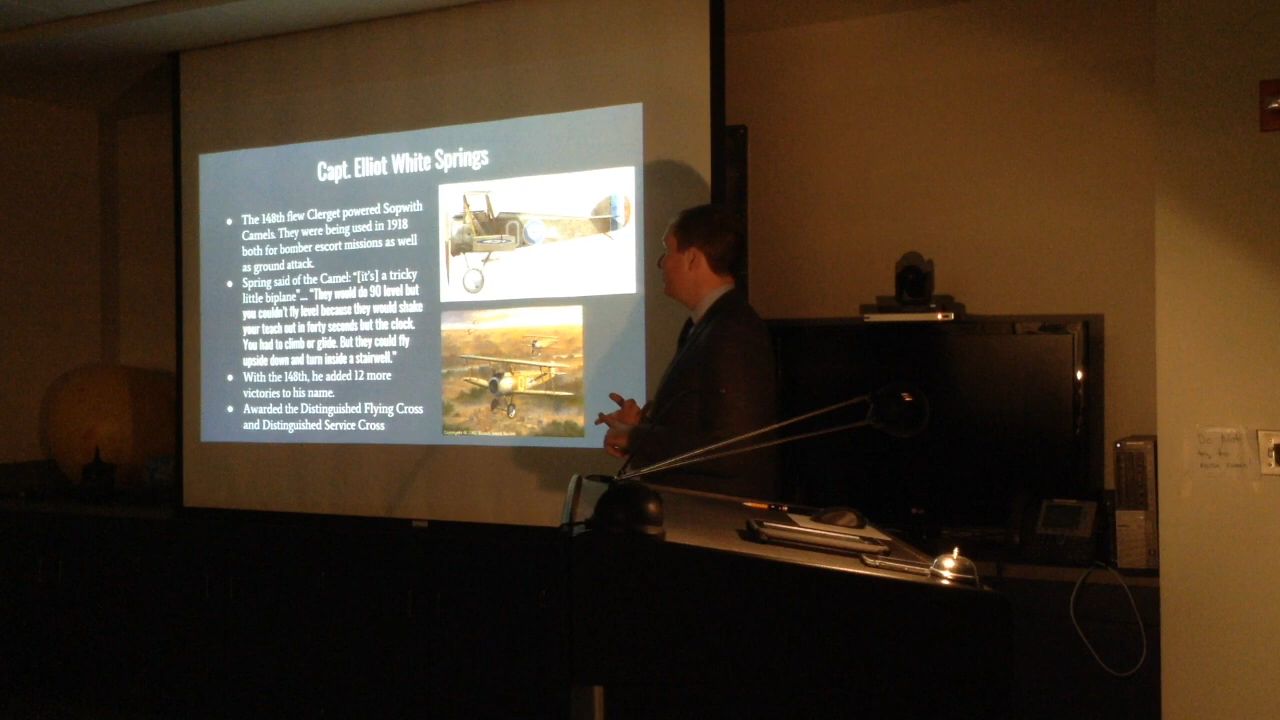 Capt. Elliot White Springs
The 148th flew Clerget powered Sopwith
Camels. They were being used in 1918
both for bomber escort missions as well
as ground attack.
Spring said of the Camel: "[it's] a tricky
little biplane"... "They would do 90 level but
you couldn't fly level because they would shake
your teach out in forty seconds but the clock.
You had to climb or glide. But they could fly
upside down and turn inside a stairwell."
With the 148th, he added 12 more
victories to his name.
Awarded the Distinguished Flying Cross
and Distinguished Service Cross
Do Not